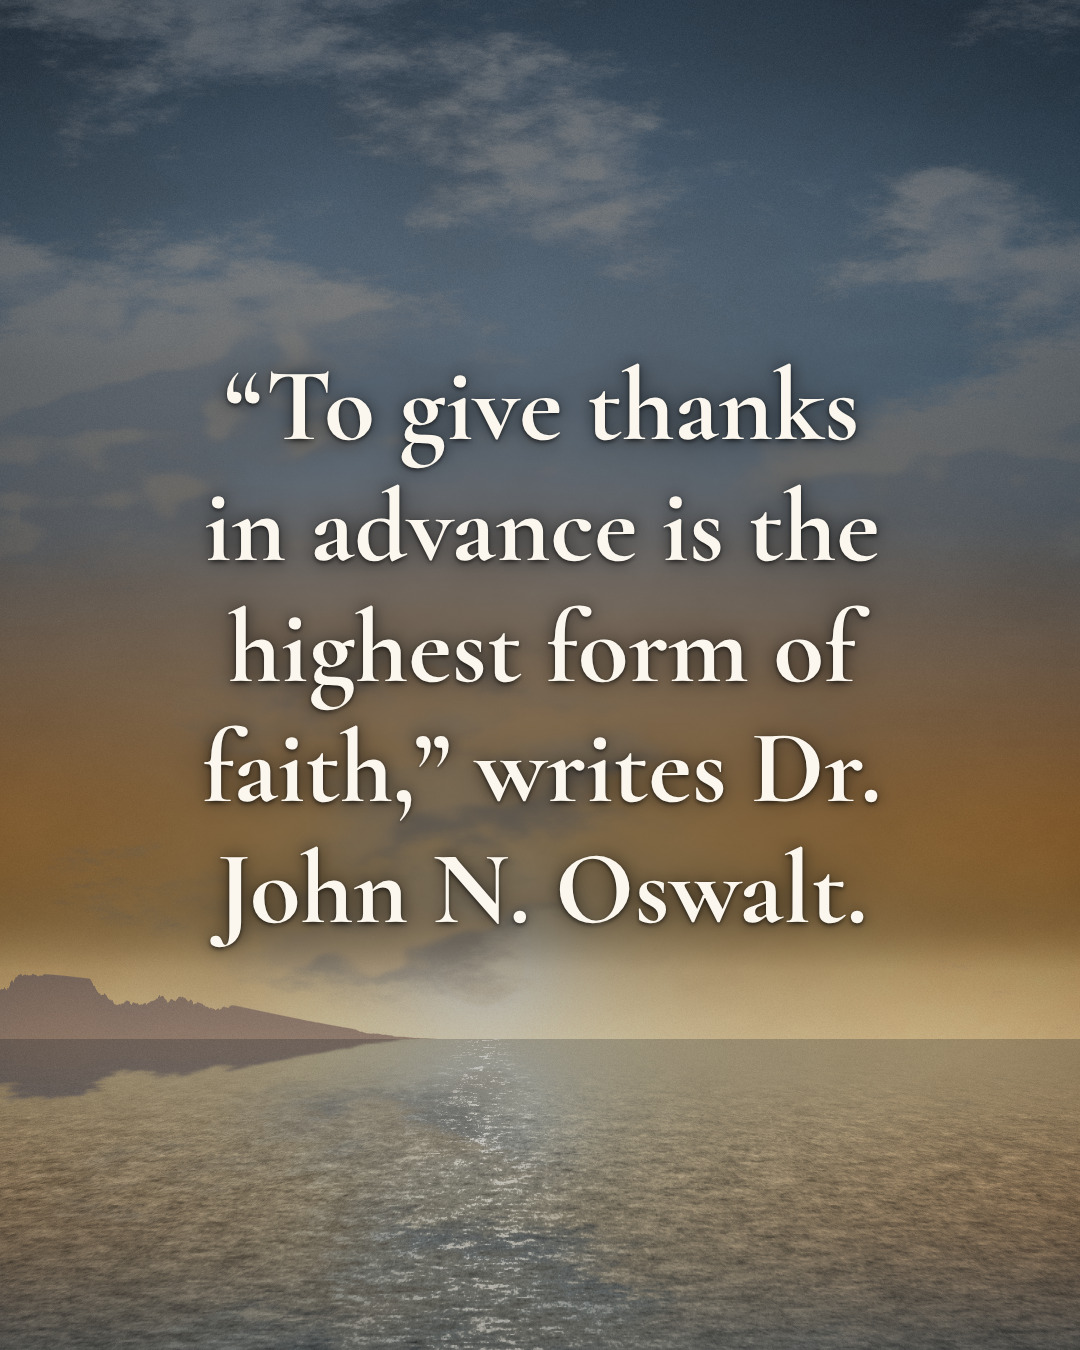 “To give thanks
in advance is the
highest form of
faith,” writes Dr.
John N. Oswalt.